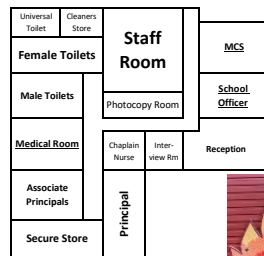 Universal
Toilet
Cleaners
Store
Staff
Room
MCS
Female Toilets
Male Toilets
School
Officer
Photocopy Room
Medical Room
Chaplain
Nurse
Inter-
view Rm
Reception
Associate
Principals
Principal
Secure Store